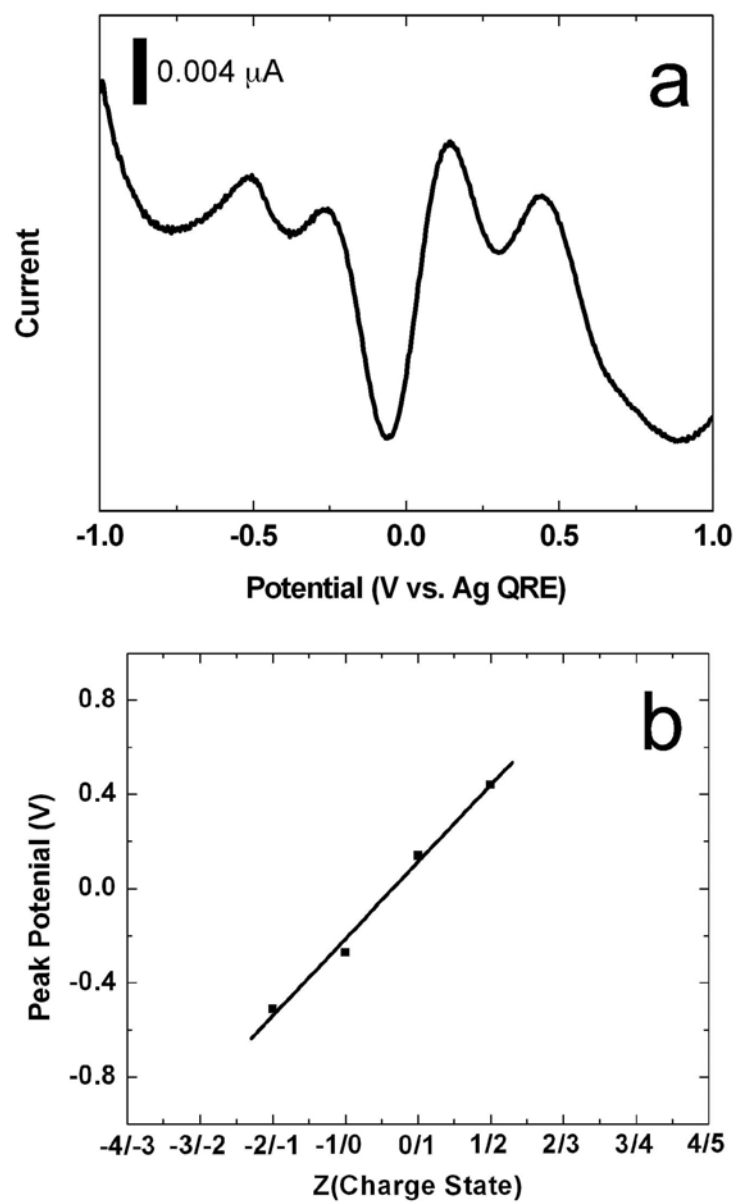 0.004 μA
a
Current
-1.0 -0.5 0.0 0.5 1.0
Potential (V vs. Ag QRE)
b
0.8
0.4
0.0
-0.4
-0.8
Peak Potenial (V)
-4/-3 -3/-2 -2/-1 -1/0 0/1 1/2 2/3 3/4 4/5
Z(Charge State)